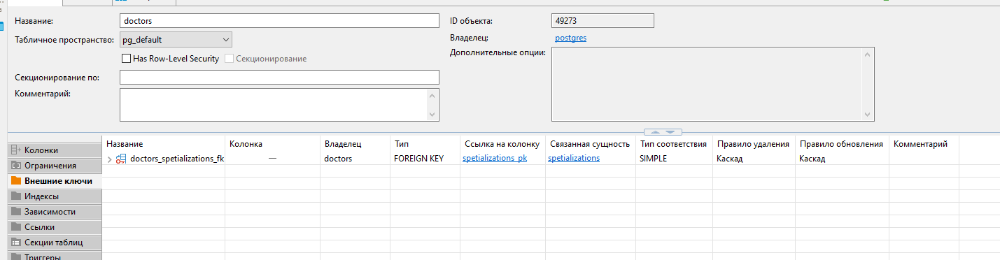 Название: doctors ID объекта: 49273
Табличное пространство: pg_default Владелец: postgres
Дополнительные опции:
Has Row-Level Security Секционирование
Секционирование по:
Комментарий:
Название Колонка Владелец Тип Ссылка на колонку Связанная сущность Тип соответствия Правило удаления Правило обновления Комментарий
doctors_spetializations_fk — doctors FOREIGN KEY spetializations_pk spetializations SIMPLE Каскад Каскад
Колонки
Ограничения
Внешние ключи
Индексы
Зависимости
Ссылки
Секции таблиц
Триггеры